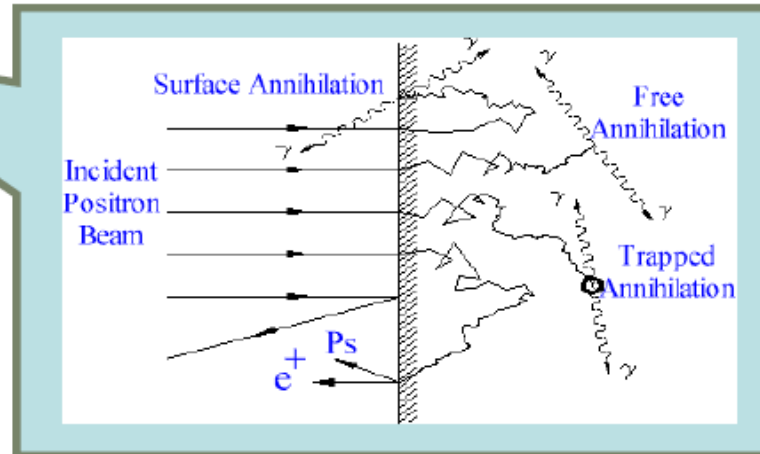 γ
Surface Annihilation
γ
Free
Annihilation
γ
Incident
Positron
Beam
γ
γ
Trapped
Annihilation
Ps
e+
γ